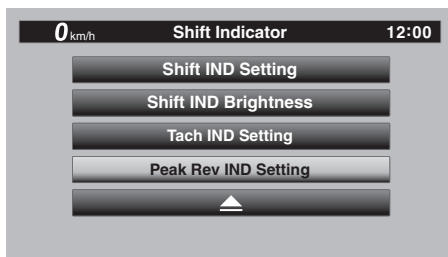 0 km/h Shift Indicator 12:00
Shift IND Setting
Shift IND Brightness
Tach IND Setting
Peak Rev IND Setting